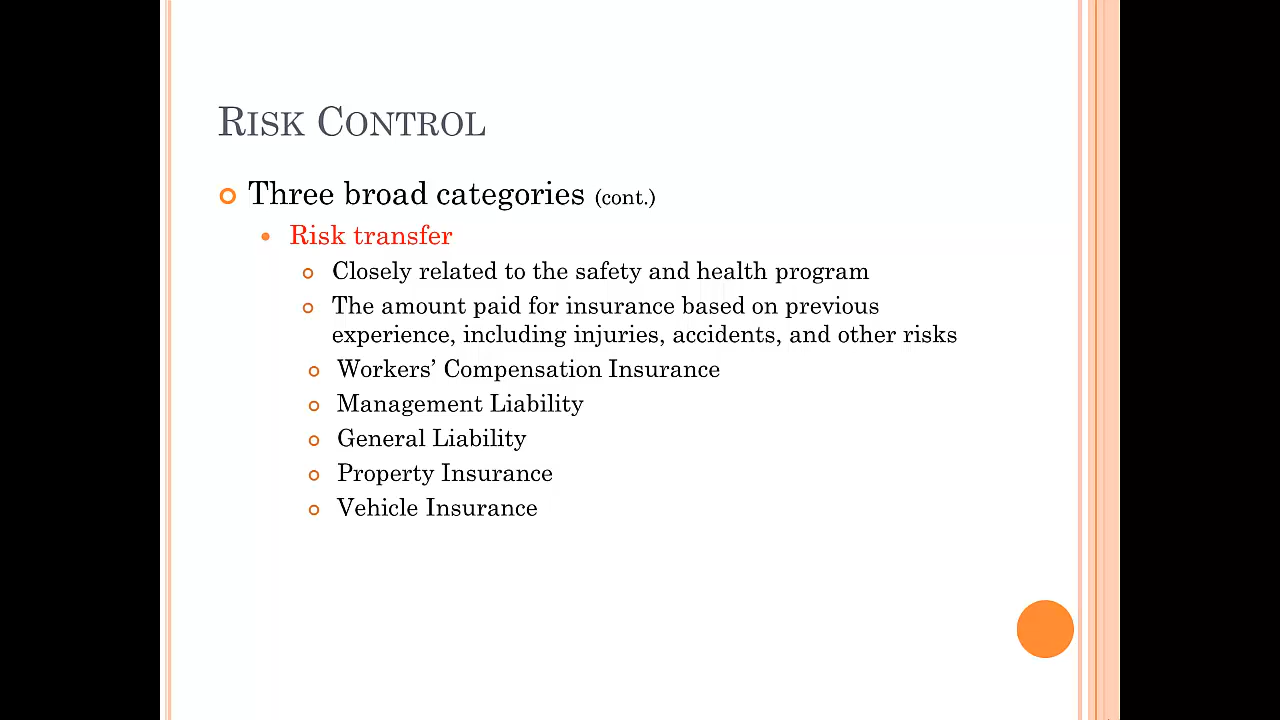 Risk Control
Three broad categories (cont.)
Risk transfer
Closely related to the safety and health program
The amount paid for insurance based on previous
experience, including injuries, accidents, and other risks
Workers’ Compensation Insurance
Management Liability
General Liability
Property Insurance
Vehicle Insurance